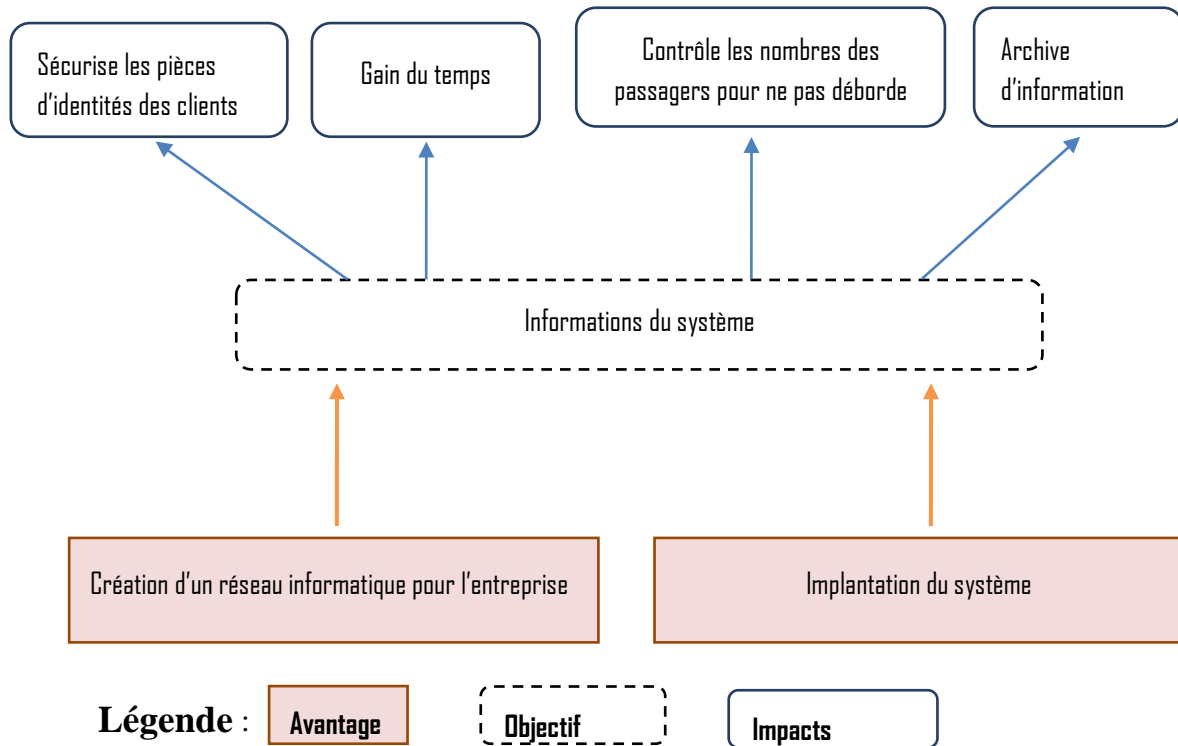 Sécurise les pièces
d'identités des clients
Gain du temps
Contrôle les nombres des
passagers pour ne pas déborde
Archive
d'information
Informations du système
Création d'un réseau informatique pour l'entreprise
Implantation du système
Légende :
Avantage
Objectif
Impacts